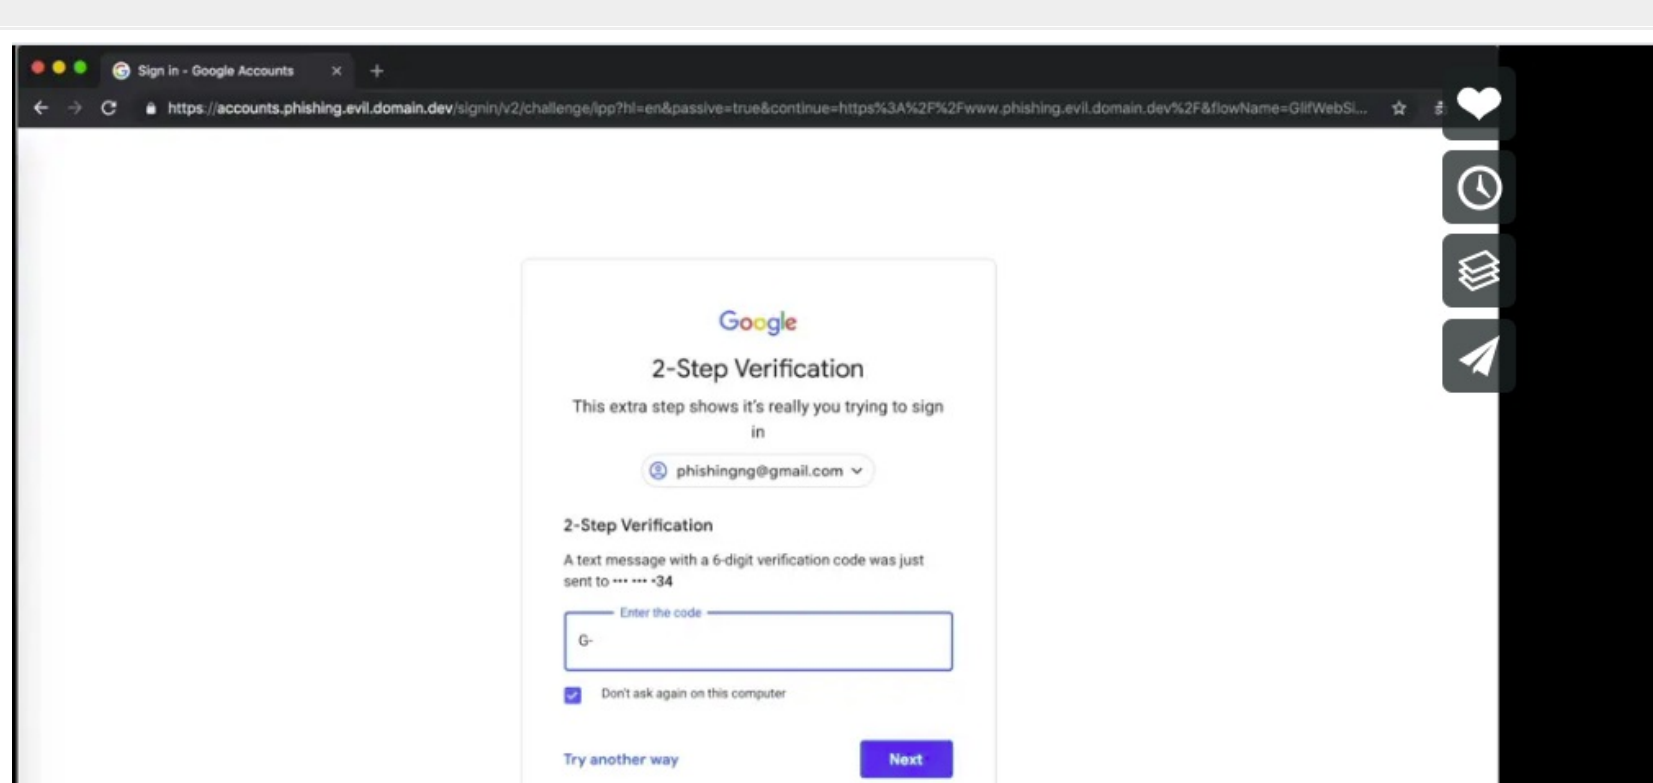 Sign in - Google Accounts
https://accounts.phishing.evil.domain.dev/signin/v2/challenge/ipp?hl=en&passive=true&continue=https%3A%2F%2Fwww.phishing.evil.domain.dev%2F&flowName=GlifWebSi...
Google
2-Step Verification
This extra step shows it's really you trying to sign
in
phishingng@gmail.com
2-Step Verification
A text message with a 6-digit verification code was just
sent to ••• ••• •34
Enter the code
G-
Don't ask again on this computer
Try another way
Next